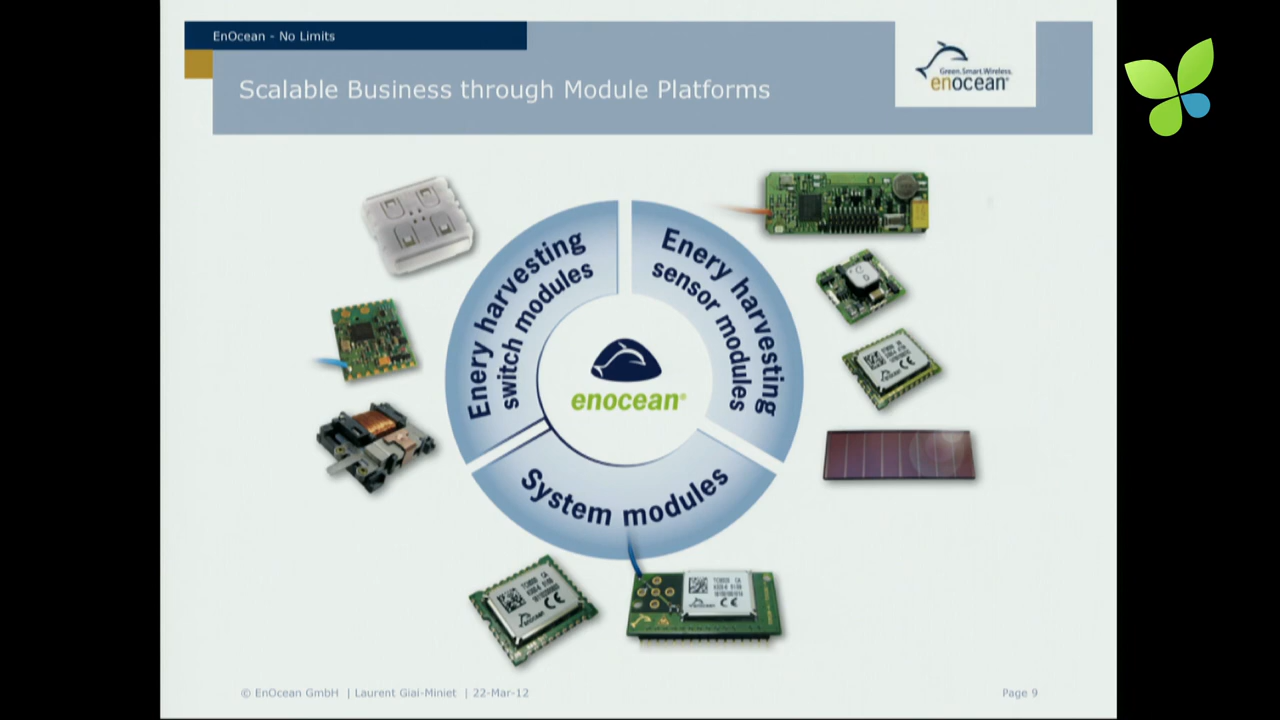 EnOcean - No Limits
Scalable Business through Module Platforms
Green.Smart.Wireless.
enocean®
Enery harvesting
switch modules
Enery harvesting
sensor modules
enocean®
System modules
© EnOcean GmbH | Laurent Giai-Miniet | 22-Mar-12
Page 9